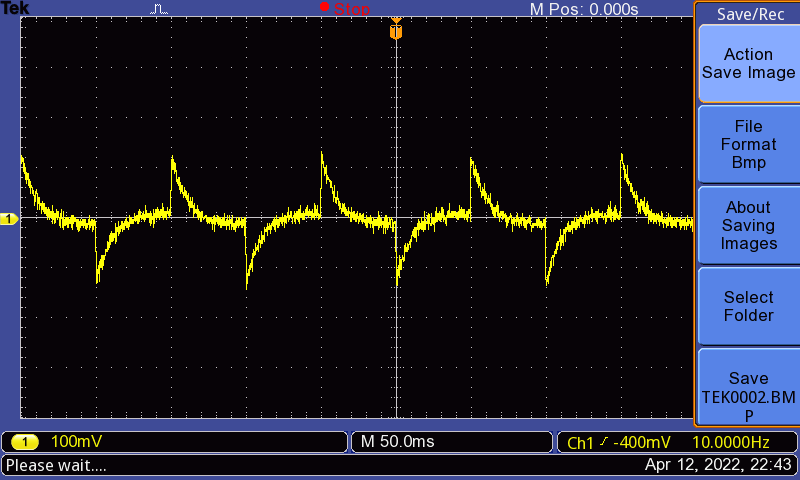 Tek
Stop
M Pos: 0.000s
T
Save/Rec
Action
Save Image
File
Format
Bmp
About
Saving
Images
Select
Folder
Save
TEK0002.BM
P
1
1 100mV
M 50.0ms
Ch1 -400mV 10.0000Hz
Please wait....
Apr 12, 2022, 22:43